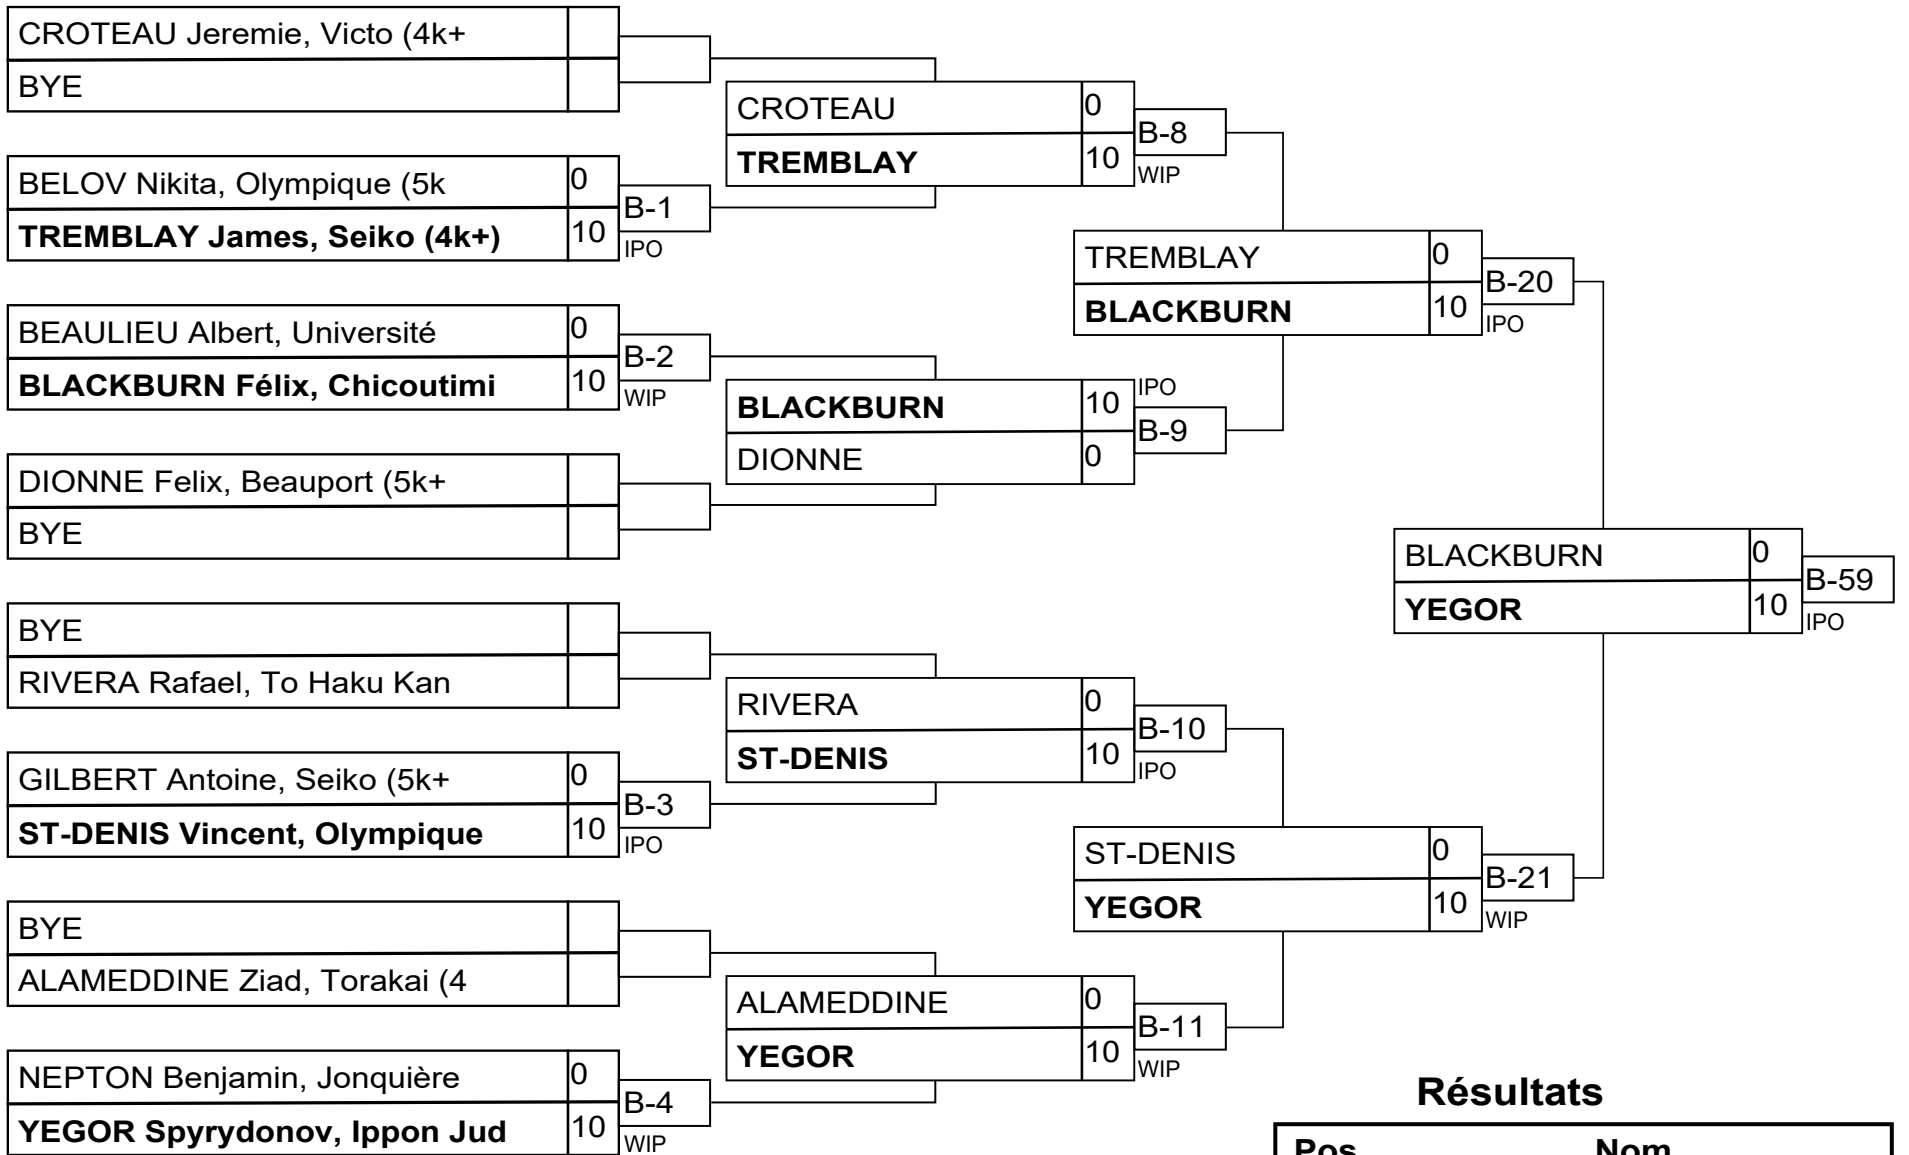 CROTEAU Jeremie, Victo (4k+
BYE
BELOV Nikita, Olympique (5k 0
TREMBLAY James, Seiko (4k+) 10
B-1
IPO
BEAULIEU Albert, Université 0
BLACKBURN Félix, Chicoutimi 10
B-2
WIP
DIONNE Felix, Beauport (5k+
BYE
BYE
RIVERA Rafael, To Haku Kan
GILBERT Antoine, Seiko (5k+ 0
ST-DENIS Vincent, Olympique 10
B-3
IPO
BYE
ALAMEDDINE Ziad, Torakai (4
NEPTON Benjamin, Jonquière 0
YEGOR Spyrydonov, Ippon Jud 10
B-4
WIP
CROTEAU 0
TREMBLAY 10
B-8
WIP
BLACKBURN 10
DIONNE 0
IPO
B-9
RIVERA 0
ST-DENIS 10
B-10
IPO
ALAMEDDINE 0
YEGOR 10
B-11
WIP
TREMBLAY 0
BLACKBURN 10
B-20
IPO
ST-DENIS 0
YEGOR 10
B-21
WIP
BLACKBURN 0
YEGOR 10
B-59
IPO
Résultats
Pos Nom